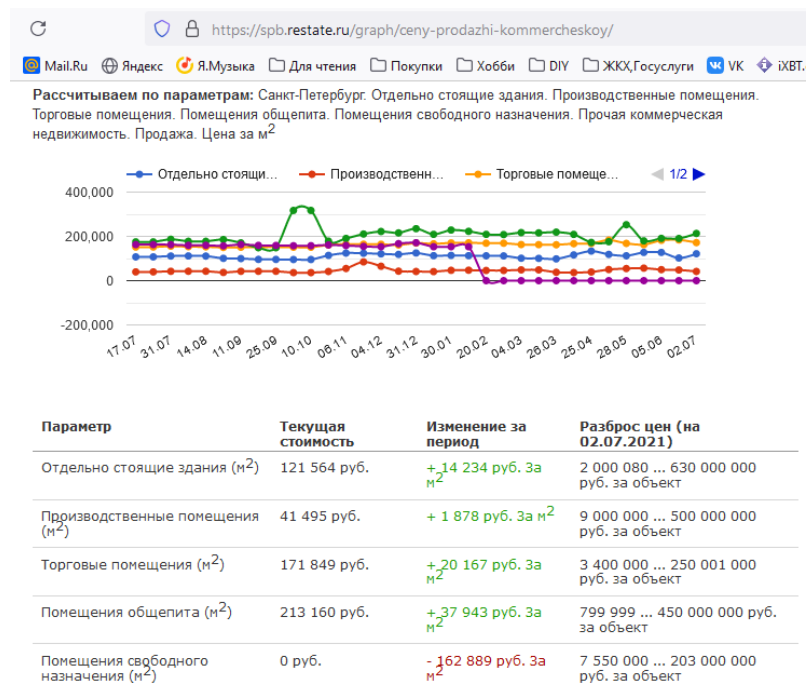 https://spb.restate.ru/graph/ceny-prodazhi-kommercheskoy/
Mail.Ru Яндекс Я.Музыка Для чтения Покупки Хобби DIY ЖКХ,Госуслуги VK iXBT.
Рассчитываем по параметрам: Санкт-Петербург. Отдельно стоящие здания. Производственные помещения.
Торговые помещения. Помещения общепита. Помещения свободного назначения. Прочая коммерческая
недвижимость. Продажа. Цена за м2
Отдельно стоящи... Производственн... Торговые помеще... 1/2
400,000
200,000
0
-200,000
17.07 31.07 14.08 11.09 25.09 10.10 06.11 04.12 31.12 30.01 20.02 04.03 26.03 25.04 28.05 05.06 02.07
Параметр Текущая стоимость Изменение за период Разброс цен (на 02.07.2021)
Отдельно стоящие здания (м2) 121 564 руб. + 14 234 руб. За м2 2 000 080 ... 630 000 000 руб. за объект
Производственные помещения (м2) 41 495 руб. + 1 878 руб. За м2 9 000 000 ... 500 000 000 руб. за объект
Торговые помещения (м2) 171 849 руб. + 20 167 руб. За м2 3 400 000 ... 250 001 000 руб. за объект
Помещения общепита (м2) 213 160 руб. + 37 943 руб. За м2 799 999 ... 450 000 000 руб. за объект
Помещения свободного назначения (м2) 0 руб. - 162 889 руб. За м2 7 550 000 ... 203 000 000 руб. за объект